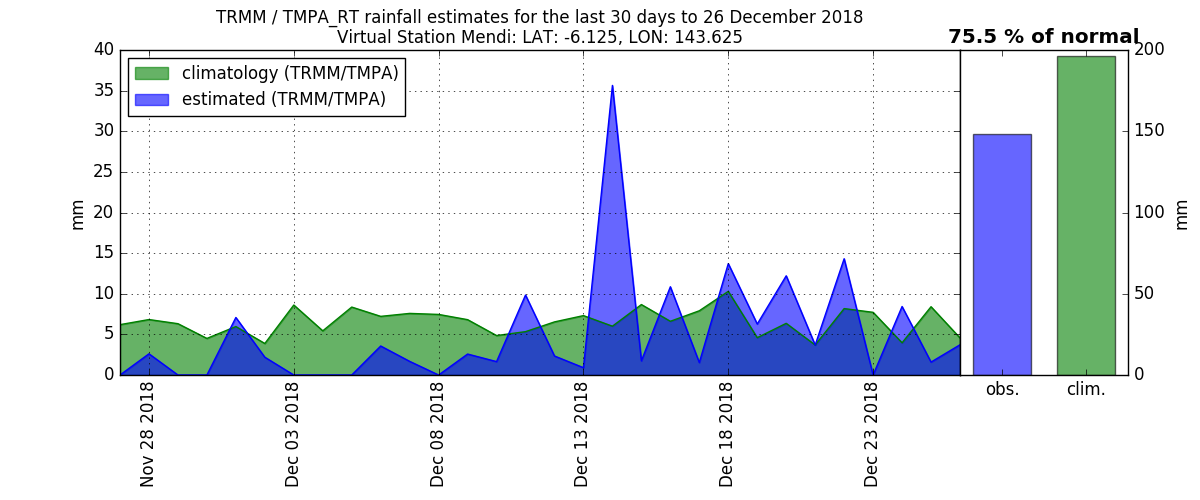 TRMM / TMPA_RT rainfall estimates for the last 30 days to 26 December 2018
Virtual Station Mendi: LAT: -6.125, LON: 143.625
75.5 % of normal
climatology (TRMM/TMPA)
estimated (TRMM/TMPA)
mm
40
35
30
25
20
15
10
5
0
Nov 28 2018
Dec 03 2018
Dec 08 2018
Dec 13 2018
Dec 18 2018
Dec 23 2018
200
150
100
50
0
mm
obs.
clim.